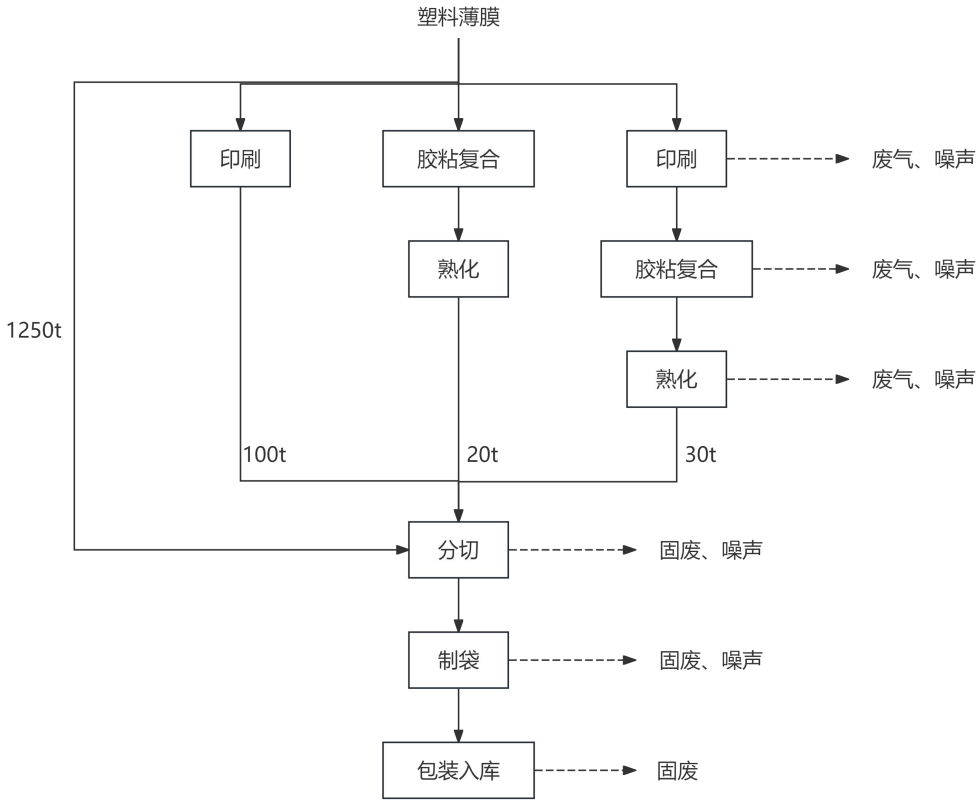 塑料薄膜
印刷
胶粘复合
印刷
废气、噪声
熟化
胶粘复合
废气、噪声
1250t
熟化
废气、噪声
100t
20t
30t
分切
固废、噪声
制袋
固废、噪声
包装入库
固废